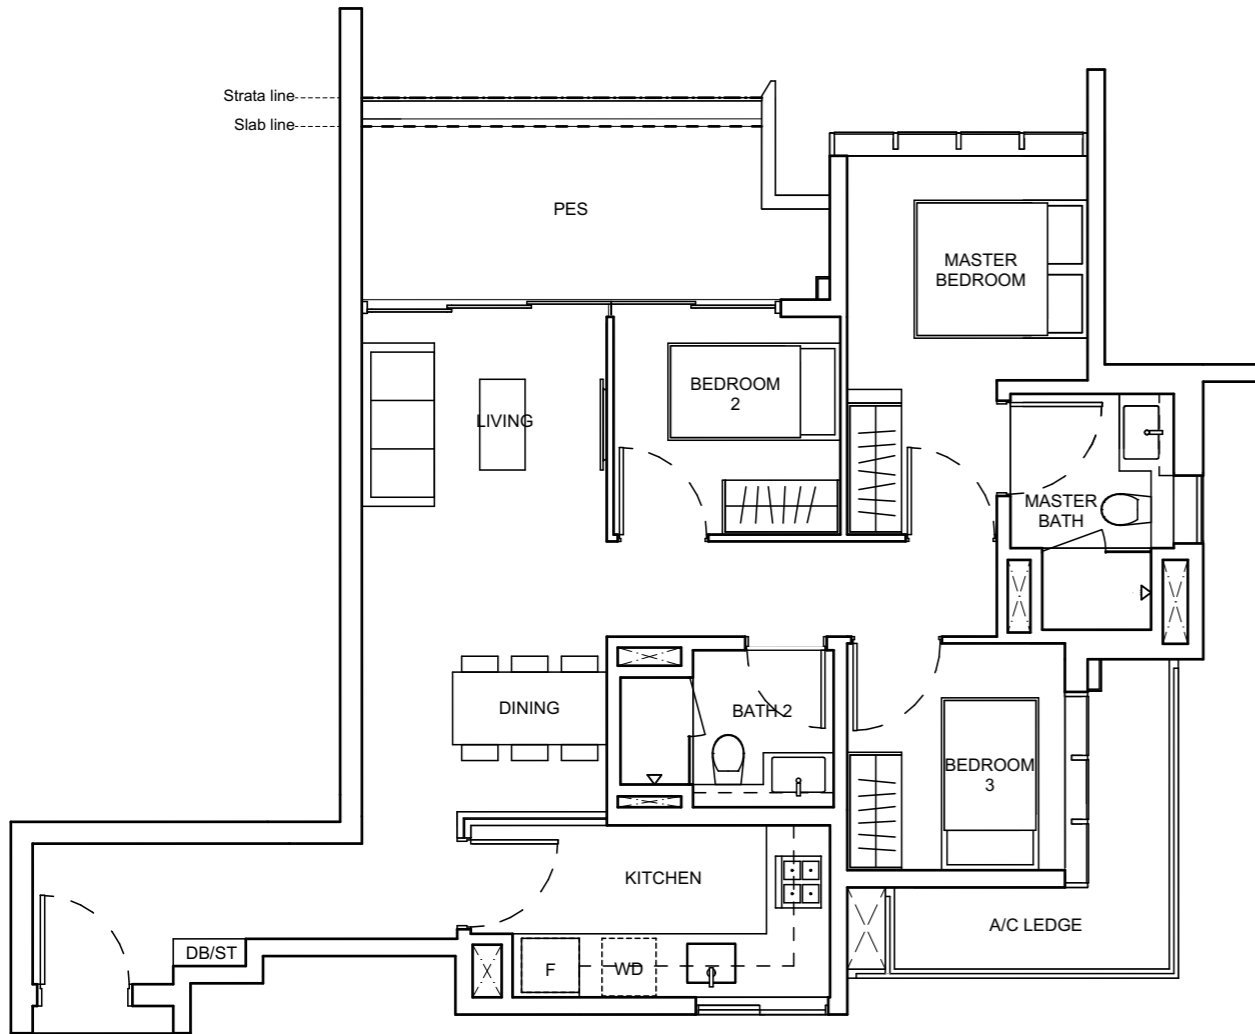 Strata line
Slab line
PES
MASTER
BEDROOM
BEDROOM
2
LIVING
MASTER
BATH
DINING
BATH 2
BEDROOM
3
KITCHEN
A/C LEDGE
DB/ST
F
WD